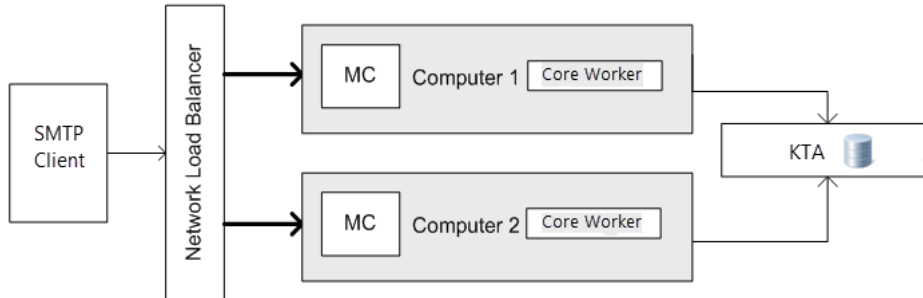 SMTP
Client
Network Load Balancer
MC
Computer 1
Core Worker
MC
Computer 2
Core Worker
KTA